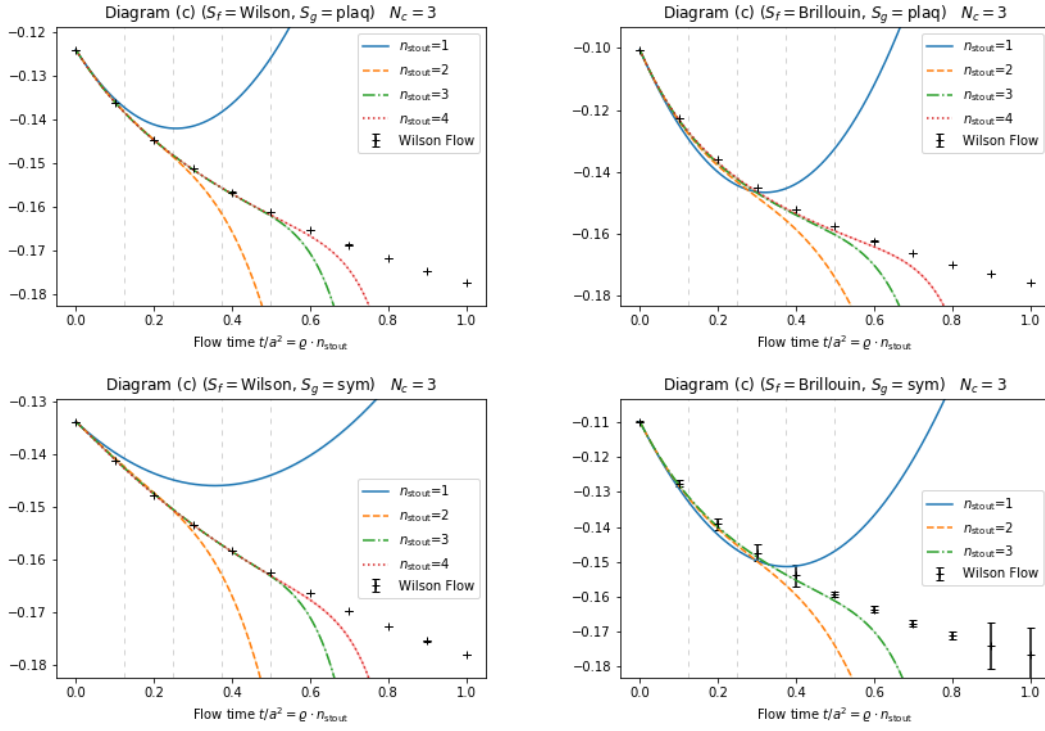 Diagram (c) (S_f = Wilson, S_g = plaq)   N_c = 3
−0.12
−0.13
−0.14
−0.15
−0.16
−0.17
−0.18
n_stout=1
n_stout=2
n_stout=3
n_stout=4
Wilson Flow
0.0 0.2 0.4 0.6 0.8 1.0
Flow time t/a² = ϱ · n_stout
Diagram (c) (S_f = Brillouin, S_g = plaq)   N_c = 3
−0.10
−0.12
−0.14
−0.16
−0.18
n_stout=1
n_stout=2
n_stout=3
n_stout=4
Wilson Flow
0.0 0.2 0.4 0.6 0.8 1.0
Flow time t/a² = ϱ · n_stout
Diagram (c) (S_f = Wilson, S_g = sym)   N_c = 3
−0.13
−0.14
−0.15
−0.16
−0.17
−0.18
n_stout=1
n_stout=2
n_stout=3
n_stout=4
Wilson Flow
0.0 0.2 0.4 0.6 0.8 1.0
Flow time t/a² = ϱ · n_stout
Diagram (c) (S_f = Brillouin, S_g = sym)   N_c = 3
−0.11
−0.12
−0.13
−0.14
−0.15
−0.16
−0.17
−0.18
n_stout=1
n_stout=2
n_stout=3
Wilson Flow
0.0 0.2 0.4 0.6 0.8 1.0
Flow time t/a² = ϱ · n_stout